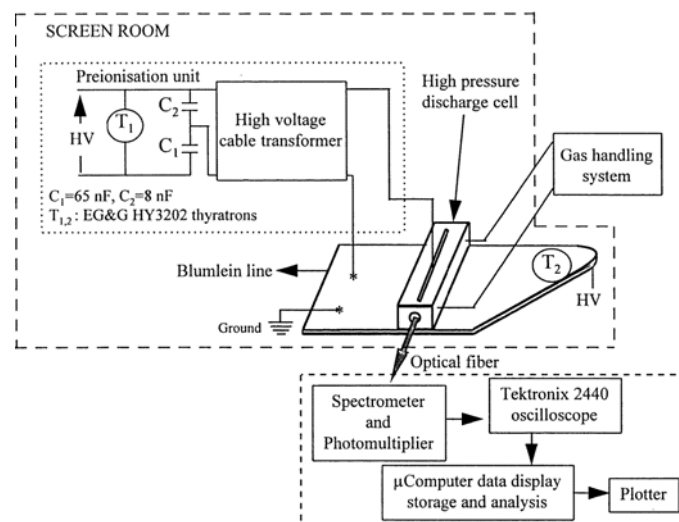 SCREEN ROOM
Preionisation unit
HV
T₁
C₂
C₁
High voltage
cable transformer
C₁=65 nF, C₂=8 nF
T₁,₂ : EG&G HY3202 thyratrons
High pressure
discharge cell
Gas handling
system
Blumlein line
T₂
HV
*
*
Ground
Optical fiber
Spectrometer
and
Photomultiplier
Tektronix 2440
oscilloscope
µComputer data display
storage and analysis
Plotter